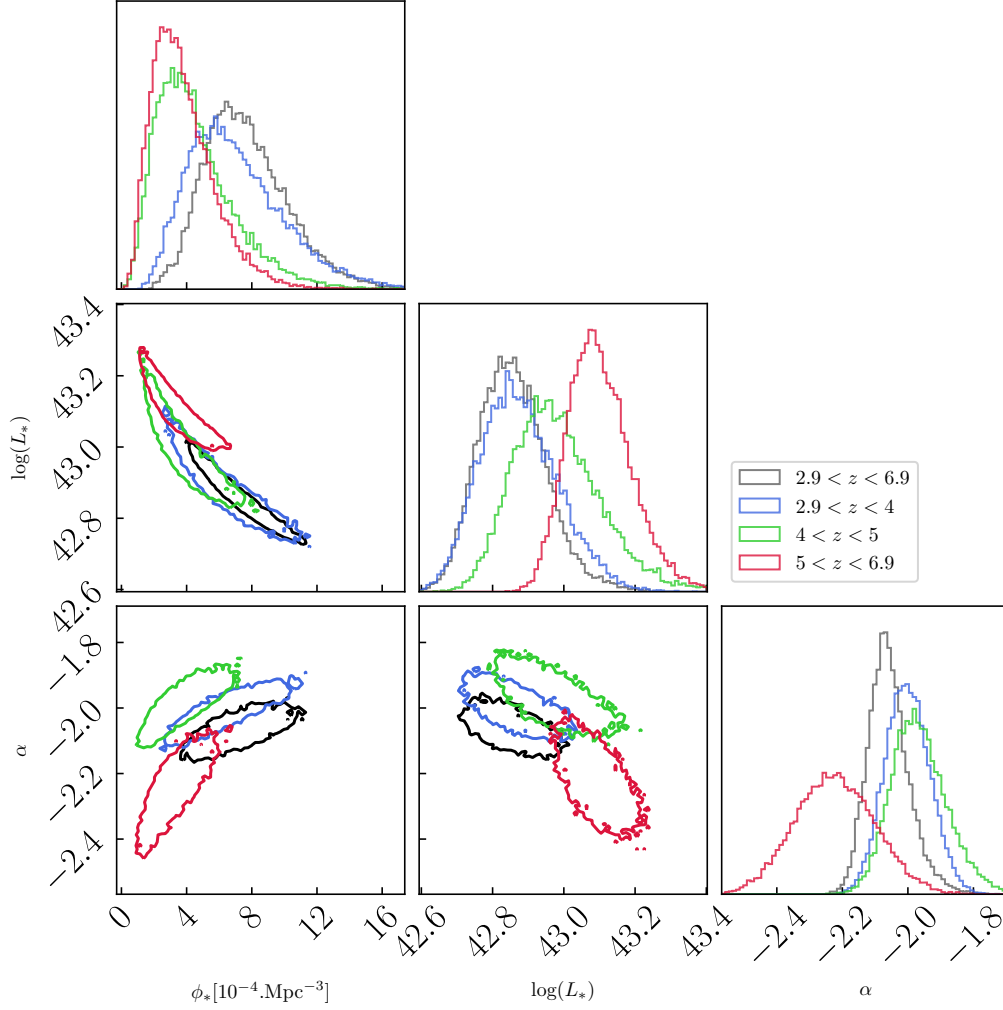 43.4
43.2
43.0
42.8
42.6
log(L*)
2.9 < z < 6.9
2.9 < z < 4
4 < z < 5
5 < z < 6.9
−1.8
−2.0
−2.2
−2.4
α
0 4 8 12 16
42.6 42.8 43.0 43.2 43.4
−2.4 −2.2 −2.0 −1.8
ϕ*[10⁻⁴.Mpc⁻³]
log(L*)
α